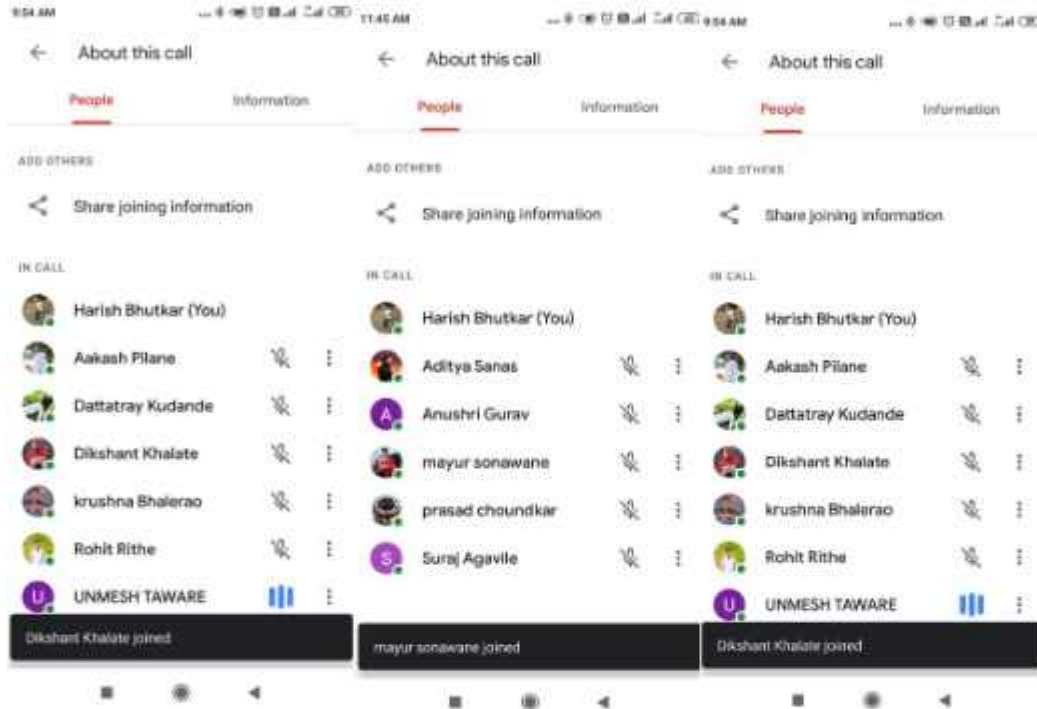 9:54 AM
About this call
People Information
ADD OTHERS
Share joining information
IN CALL
Harish Bhutkar (You)
Aakash Pilane
Dattatray Kudande
Dikshant Khalate
krushna Bhalerao
Rohit Rithe
U UNMESH TAWARE
Dikshant Khalate joined
11:45 AM
About this call
People Information
ADD OTHERS
Share joining information
IN CALL
Harish Bhutkar (You)
Aditya Sanas
A Anushri Gurav
mayur sonawane
prasad choundkar
S Suraj Agavile
mayur sonawane joined
9:54 AM
About this call
People Information
ADD OTHERS
Share joining information
IN CALL
Harish Bhutkar (You)
Aakash Pilane
Dattatray Kudande
Dikshant Khalate
krushna Bhalerao
Rohit Rithe
U UNMESH TAWARE
Dikshant Khalate joined